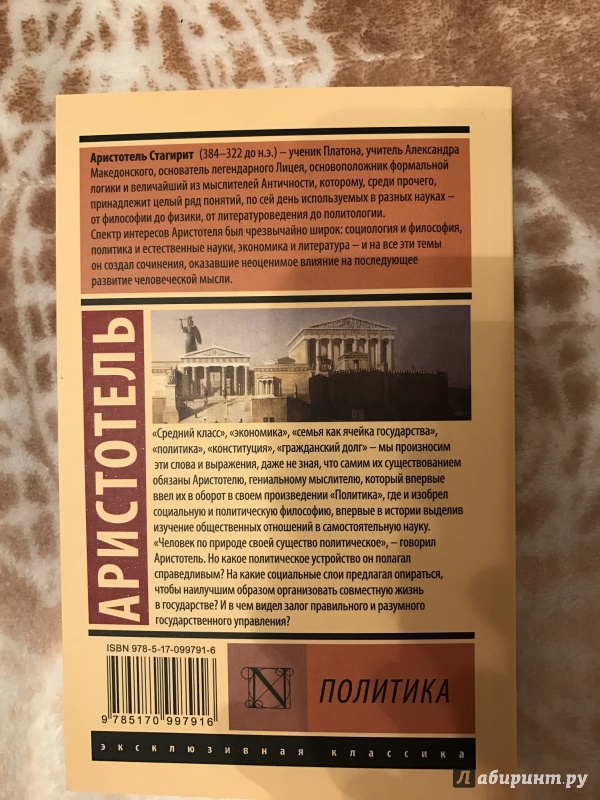 Аристотель Стагирит (384–322 до н.э.) – ученик Платона, учитель Александра
Македонского, основатель легендарного Лицея, основоположник формальной
логики и величайший из мыслителей Античности, которому, среди прочего,
принадлежит целый ряд понятий, по сей день используемых в разных науках –
от философии до физики, от литературоведения до политологии.
Спектр интересов Аристотеля был чрезвычайно широк: социология и философия,
политика и естественные науки, экономика и литература – и на все эти темы
он создал сочинения, оказавшие неоценимое влияние на последующее
развитие человеческой мысли.
АРИСТОТЕЛЬ
«Средний класс», «экономика», «семья как ячейка государства»,
«политика», «конституция», «гражданский долг» – мы произносим
эти слова и выражения, даже не зная, что самим их существованием
обязаны Аристотелю, гениальному мыслителю, который впервые
ввел их в оборот в своем произведении «Политика», где и изобрел
социальную и политическую философию, впервые в истории выделив
изучение общественных отношений в самостоятельную науку.
«Человек по природе своей существо политическое», – говорил
Аристотель. Но какое политическое устройство он полагал
справедливым? На какие социальные слои предлагал опираться,
чтобы наилучшим образом организовать совместную жизнь
в государстве? И в чем видел залог правильного и разумного
государственного управления?
ISBN 978-5-17-099791-6
9 785170 997916
N
ПОЛИТИКА
эксклюзивная классика
Лабиринт.ру